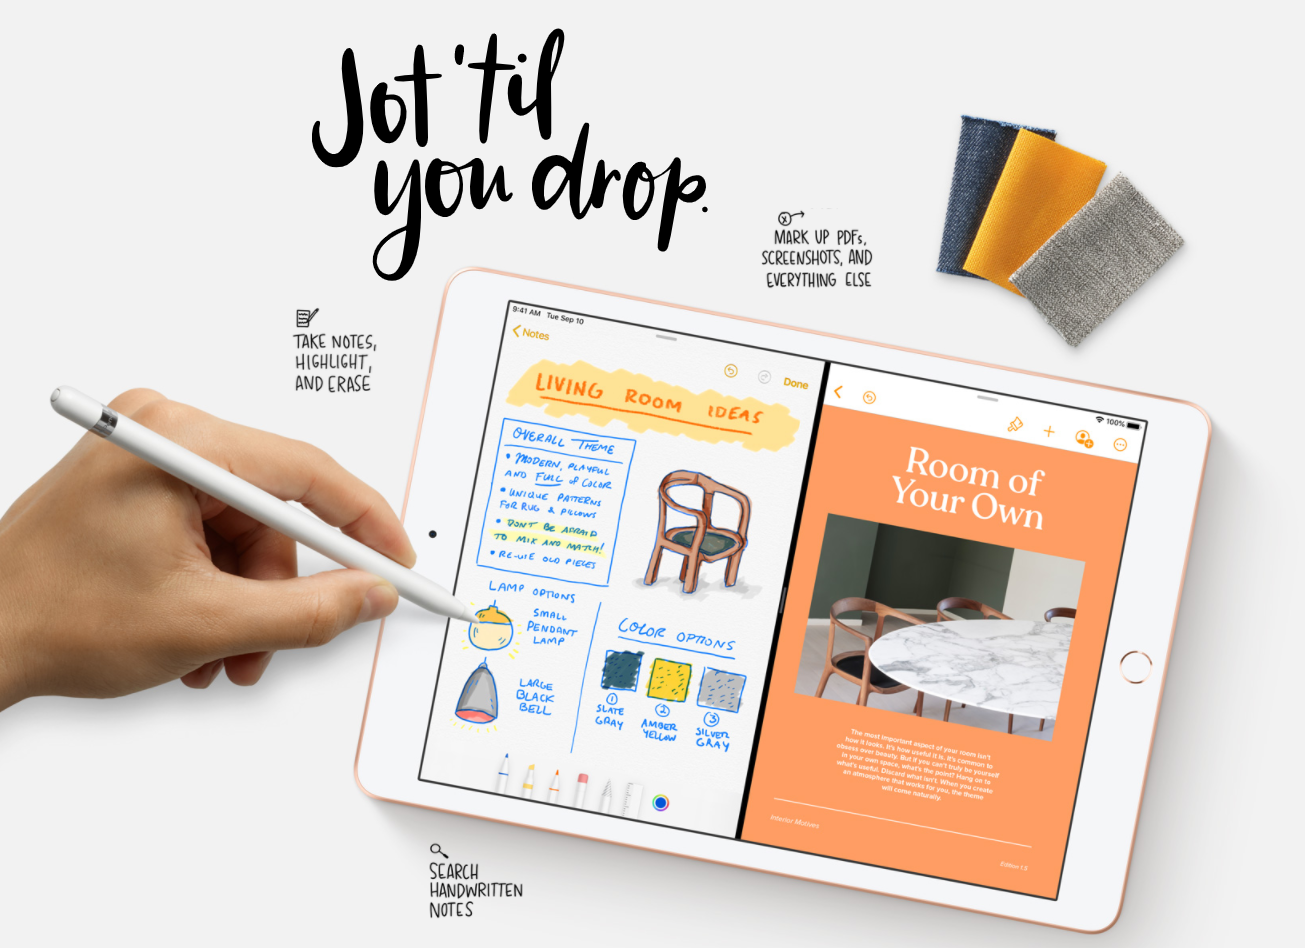 Jot 'til
you drop.
MARK UP PDFs,
SCREENSHOTS, AND
EVERYTHING ELSE
TAKE NOTES,
HIGHLIGHT,
AND ERASE
9:41 AM Tue Sep 10
Notes
Done
LIVING ROOM IDEAS
OVERALL THEME
• MODERN, PLAYFUL
AND FULL of COLOR
• UNIQUE PATTERNS
FOR RUG & PILLOWS
• DON'T BE AFRAID
TO MIX AND MATCH!
• RE-USE OLD PIECES
LAMP OPTIONS
SMALL
PENDANT
LAMP
LARGE
BLACK
BELL
COLOR OPTIONS
1
SLATE
GRAY
2
AMBER
YELLOW
3
SILVER
GRAY
100%
Room of
Your Own
The most important aspect of your room isn't
how it looks. It's how useful it is. It's common to
obsess over beauty. But if you can't truly be yourself
in your own space, what's the point? Hang on to
what's useful. Discard what isn't. When you create
an atmosphere that works for you, the theme
will come naturally.
Interior Motives
Edition 1.5
SEARCH
HANDWRITTEN
NOTES